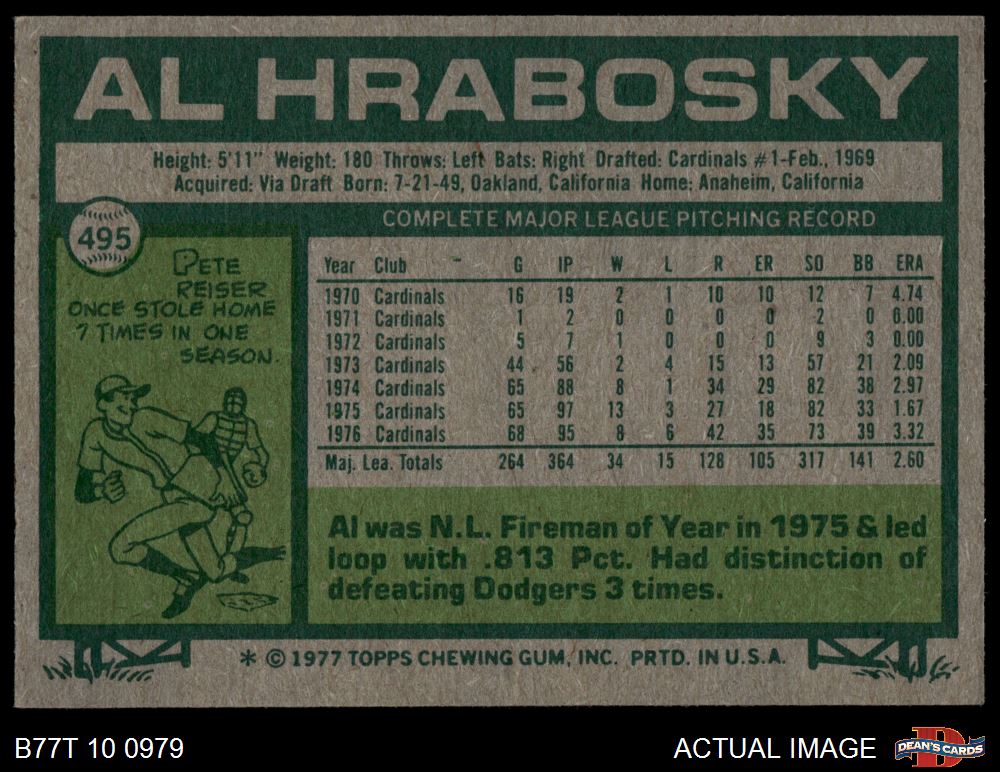 AL HRABOSKY
Height: 5'11" Weight: 180 Throws: Left Bats: Right Drafted: Cardinals #1-Feb., 1969
Acquired: Via Draft Born: 7-21-49, Oakland, California Home: Anaheim, California
COMPLETE MAJOR LEAGUE PITCHING RECORD
495
PETE
REISER
ONCE STOLE HOME
7 TIMES IN ONE
SEASON.
Year Club G IP W L R ER SO BB ERA
1970 Cardinals 16 19 2 1 10 10 12 7 4.74
1971 Cardinals 1 2 0 0 0 0 2 0 0.00
1972 Cardinals 5 7 1 0 0 0 9 3 0.00
1973 Cardinals 44 56 2 4 15 13 57 21 2.09
1974 Cardinals 65 88 8 1 34 29 82 38 2.97
1975 Cardinals 65 97 13 3 27 18 82 33 1.67
1976 Cardinals 68 95 8 6 42 35 73 39 3.32
Maj. Lea. Totals 264 364 34 15 128 105 317 141 2.60
Al was N.L. Fireman of Year in 1975 & led
loop with .813 Pct. Had distinction of
defeating Dodgers 3 times.
* © 1977 TOPPS CHEWING GUM, INC. PRTD. IN U.S.A.
B77T 10 0979
ACTUAL IMAGE
D
DEAN'S CARDS